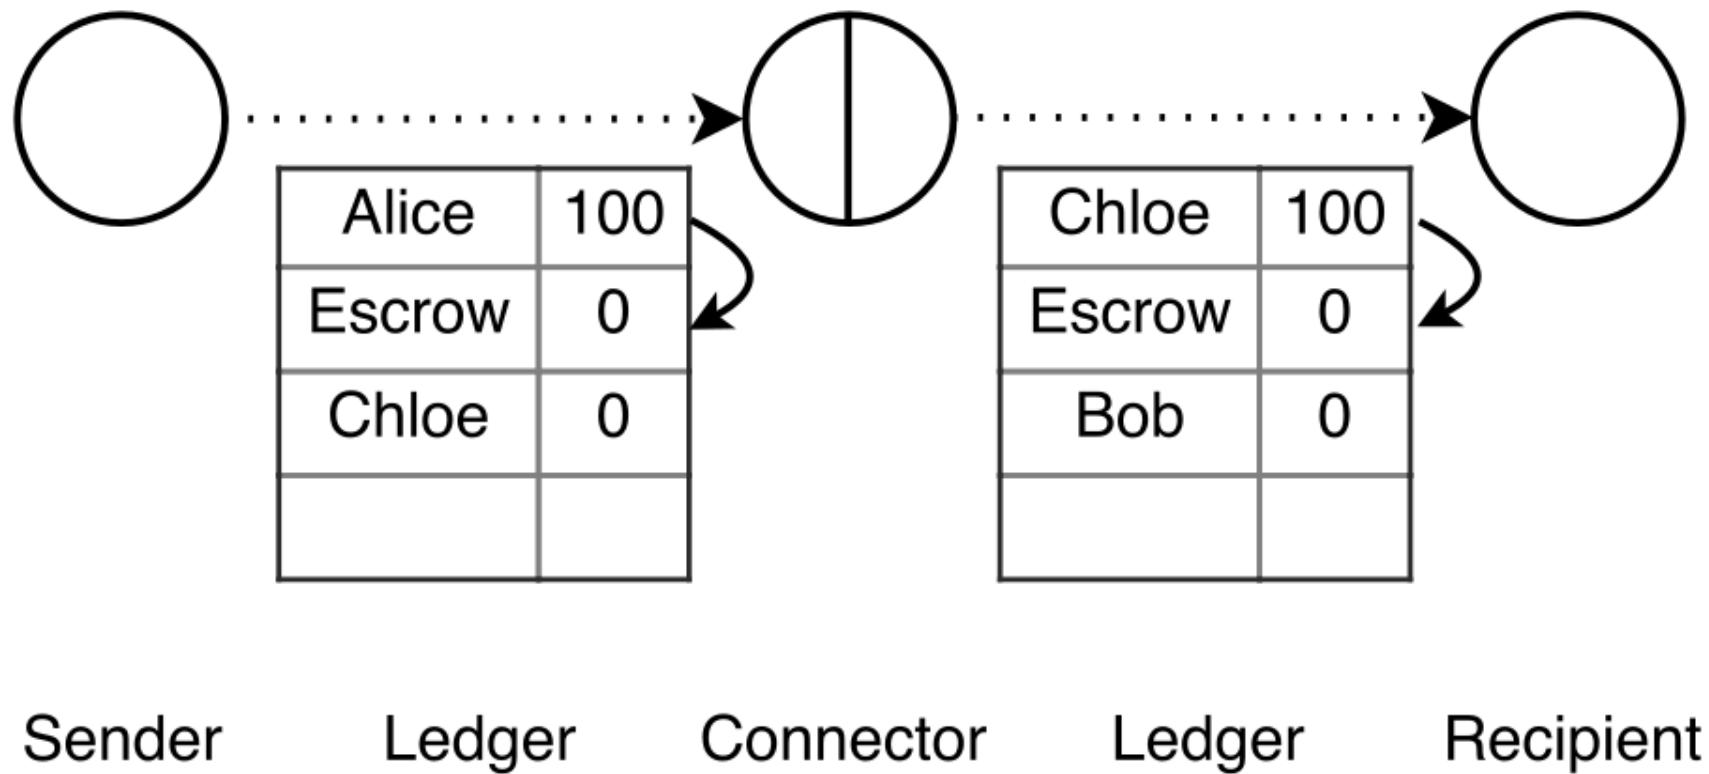 Alice 100 Chloe 100
Escrow 0 Escrow 0
Chloe 0 Bob 0
Sender Ledger Connector Ledger Recipient